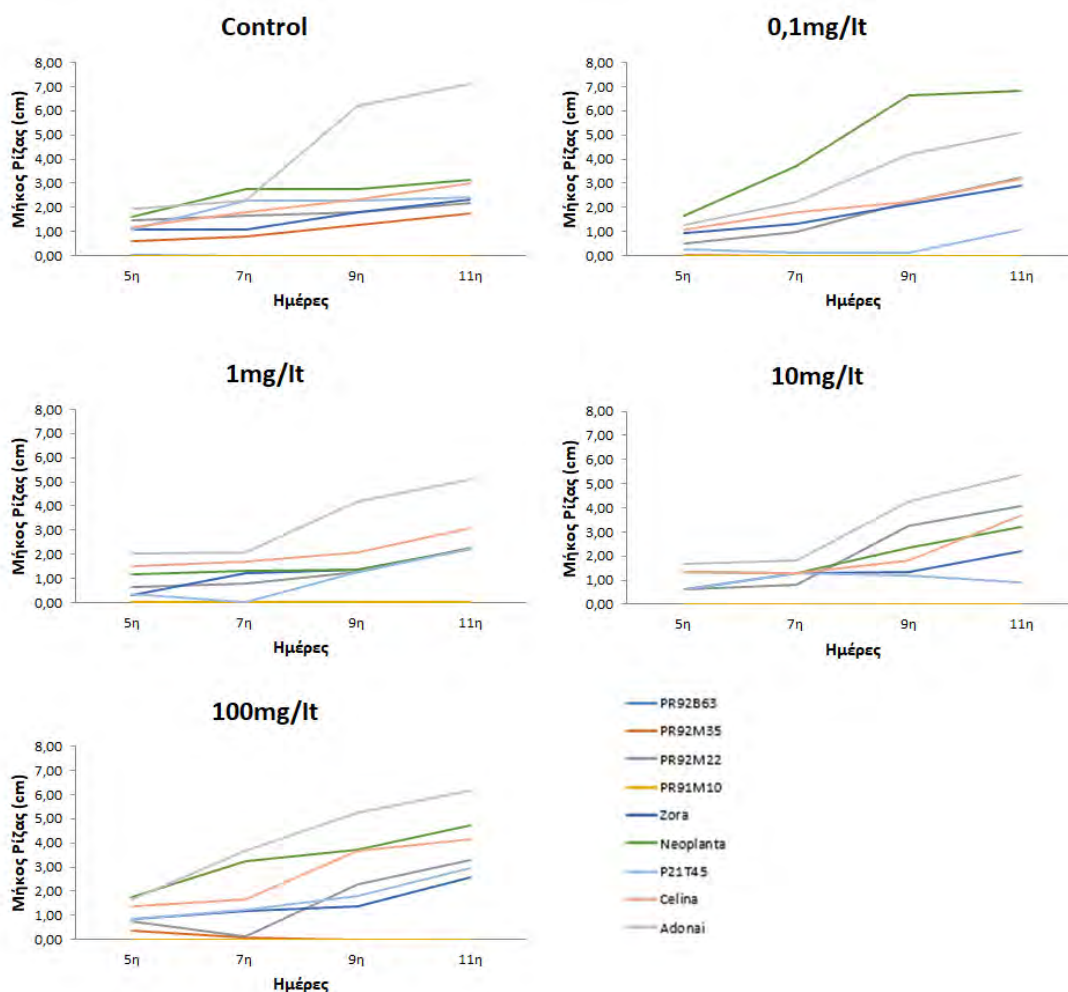 Control
8,00
7,00
6,00
5,00
4,00
3,00
2,00
1,00
0,00
Μήκος Ρίζας (cm)
5η 7η 9η 11η
Ημέρες
0,1mg/lt
8,00
7,00
6,00
5,00
4,00
3,00
2,00
1,00
0,00
Μήκος Ρίζας (cm)
5η 7η 9η 11η
Ημέρες
1mg/lt
8,00
7,00
6,00
5,00
4,00
3,00
2,00
1,00
0,00
Μήκος Ρίζας (cm)
5η 7η 9η 11η
Ημέρες
10mg/lt
8,00
7,00
6,00
5,00
4,00
3,00
2,00
1,00
0,00
Μήκος Ρίζας (cm)
5η 7η 9η 11η
Ημέρες
100mg/lt
8,00
7,00
6,00
5,00
4,00
3,00
2,00
1,00
0,00
Μήκος Ρίζας (cm)
5η 7η 9η 11η
Ημέρες
PR92B63
PR92M35
PR92M22
PR91M10
Zora
Neoplanta
P21T45
Celina
Adonai